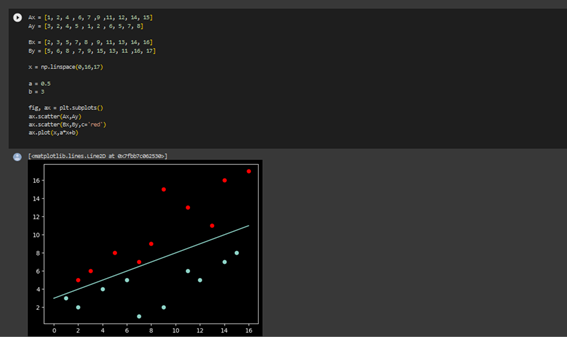 Ax = [1, 2, 4 , 6, 7 ,9 ,11, 12, 14, 15]
Ay = [3, 2, 4, 5 , 1, 2 , 6, 5, 7, 8]
Bx = [2, 3, 5, 7, 8 , 9, 11, 13, 14, 16]
By = [5, 6, 8 , 7, 9, 15, 13, 11 ,16, 17]
x = np.linspace(0,16,17)
a = 0.5
b = 3
fig, ax = plt.subplots()
ax.scatter(Ax,Ay)
ax.scatter(Bx,By,c='red')
ax.plot(x,a*x+b)
[<matplotlib.lines.Line2D at 0x7fbb7c062530>]
16
14
12
10
8
6
4
2
0 2 4 6 8 10 12 14 16